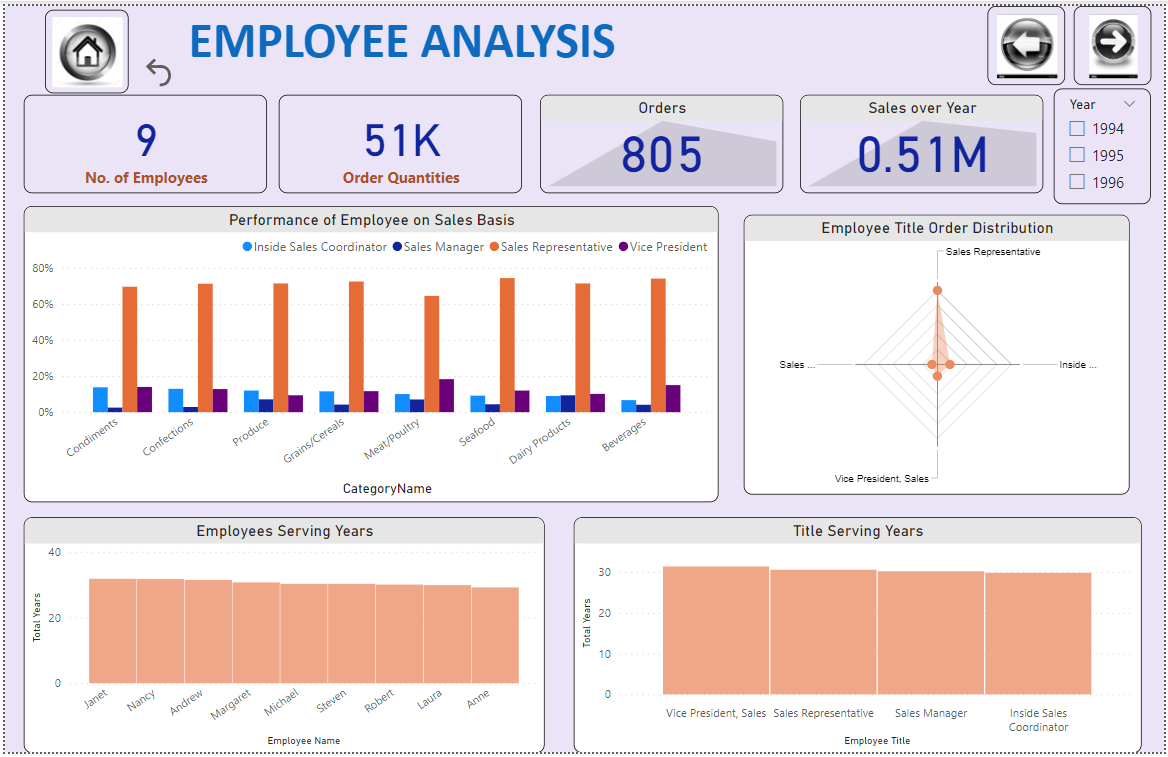 EMPLOYEE ANALYSIS
9
No. of Employees
51K
Order Quantities
Orders
805
Sales over Year
0.51M
Year
1994
1995
1996
Performance of Employee on Sales Basis
Inside Sales Coordinator Sales Manager Sales Representative Vice President
80%
60%
40%
20%
0%
Condiments
Confections
Produce
Grains/Cereals
Meat/Poultry
Seafood
Dairy Products
Beverages
CategoryName
Employee Title Order Distribution
Sales Representative
Sales ...
Inside ...
Vice President, Sales
Employees Serving Years
Total Years
40
20
0
Janet
Nancy
Andrew
Margaret
Michael
Steven
Robert
Laura
Anne
Employee Name
Title Serving Years
Total Years
30
20
10
0
Vice President, Sales
Sales Representative
Sales Manager
Inside Sales
Coordinator
Employee Title